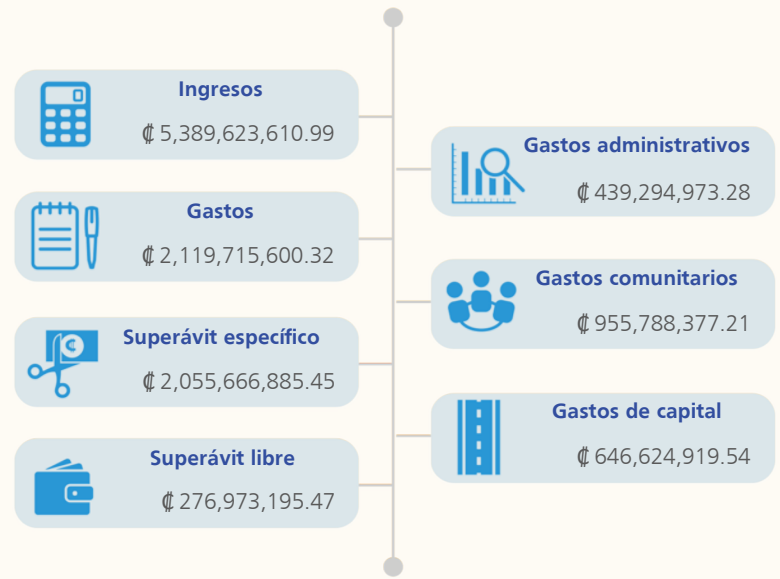 Ingresos
₡ 5,389,623,610.99
Gastos
₡ 2,119,715,600.32
Superávit específico
₡ 2,055,666,885.45
Superávit libre
₡ 276,973,195.47
Gastos administrativos
₡ 439,294,973.28
Gastos comunitarios
₡ 955,788,377.21
Gastos de capital
₡ 646,624,919.54